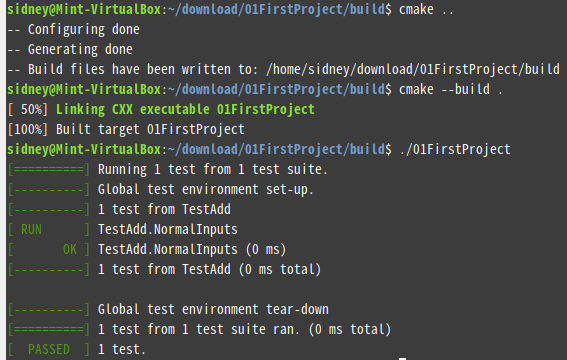 sidney@Mint-VirtualBox:~/download/01FirstProject/build$ cmake ..
-- Configuring done
-- Generating done
-- Build files have been written to: /home/sidney/download/01FirstProject/build
sidney@Mint-VirtualBox:~/download/01FirstProject/build$ cmake --build .
[ 50%] Linking CXX executable 01FirstProject
[100%] Built target 01FirstProject
sidney@Mint-VirtualBox:~/download/01FirstProject/build$ ./01FirstProject
[==========] Running 1 test from 1 test suite.
[----------] Global test environment set-up.
[----------] 1 test from TestAdd
[ RUN      ] TestAdd.NormalInputs
[       OK ] TestAdd.NormalInputs (0 ms)
[----------] 1 test from TestAdd (0 ms total)
[----------] Global test environment tear-down
[==========] 1 test from 1 test suite ran. (0 ms total)
[  PASSED  ] 1 test.